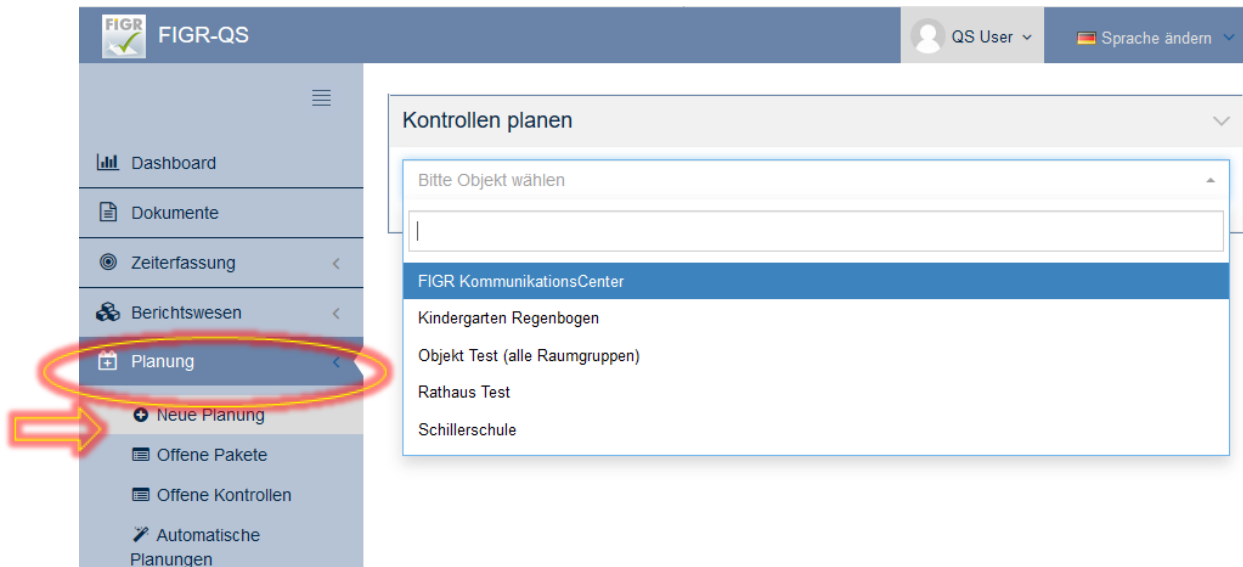 FIGR
FIGR-QS
QS User
Sprache ändern
Dashboard
Dokumente
Zeiterfassung
Berichtswesen
Planung
Neue Planung
Offene Pakete
Offene Kontrollen
Automatische
Planungen
Kontrollen planen
Bitte Objekt wählen
FIGR KommunikationsCenter
Kindergarten Regenbogen
Objekt Test (alle Raumgruppen)
Rathaus Test
Schillerschule